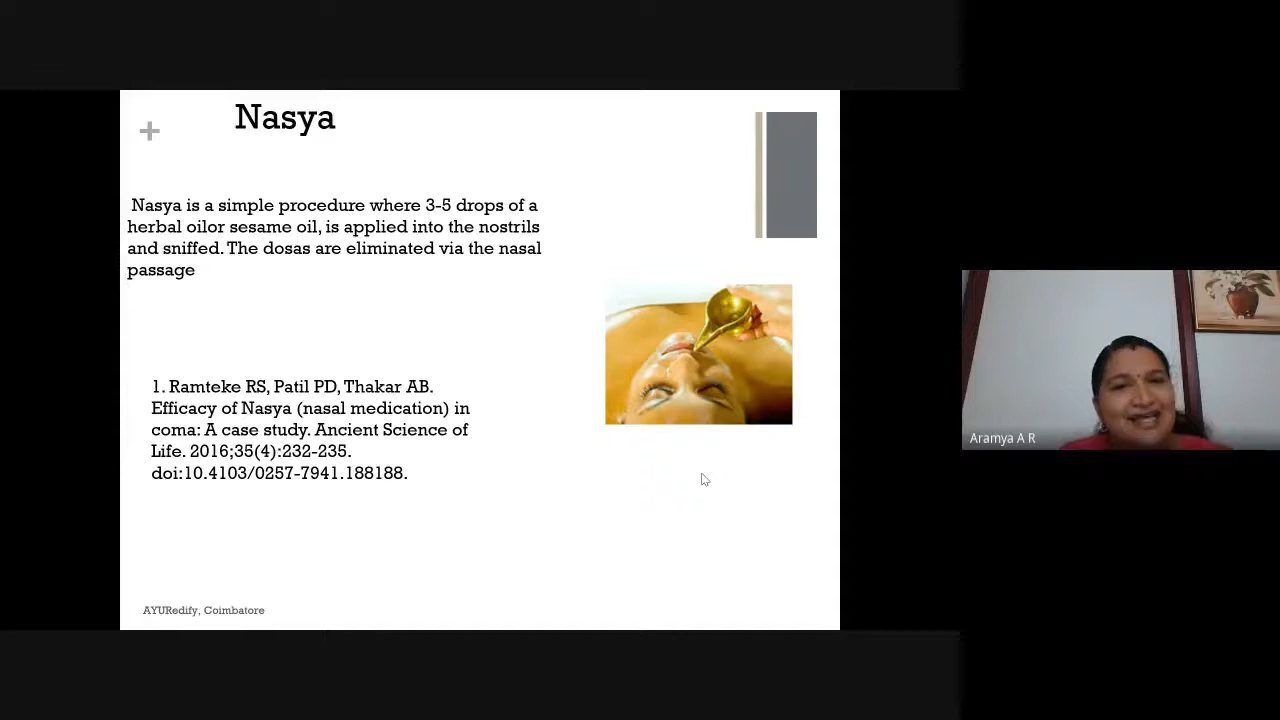 +
Nasya
Nasya is a simple procedure where 3-5 drops of a
herbal oilor sesame oil, is applied into the nostrils
and sniffed. The dosas are eliminated via the nasal
passage
1. Ramteke RS, Patil PD, Thakar AB.
Efficacy of Nasya (nasal medication) in
coma: A case study. Ancient Science of
Life. 2016;35(4):232-235.
doi:10.4103/0257-7941.188188.
AYURedify, Coimbatore
Aramya A R